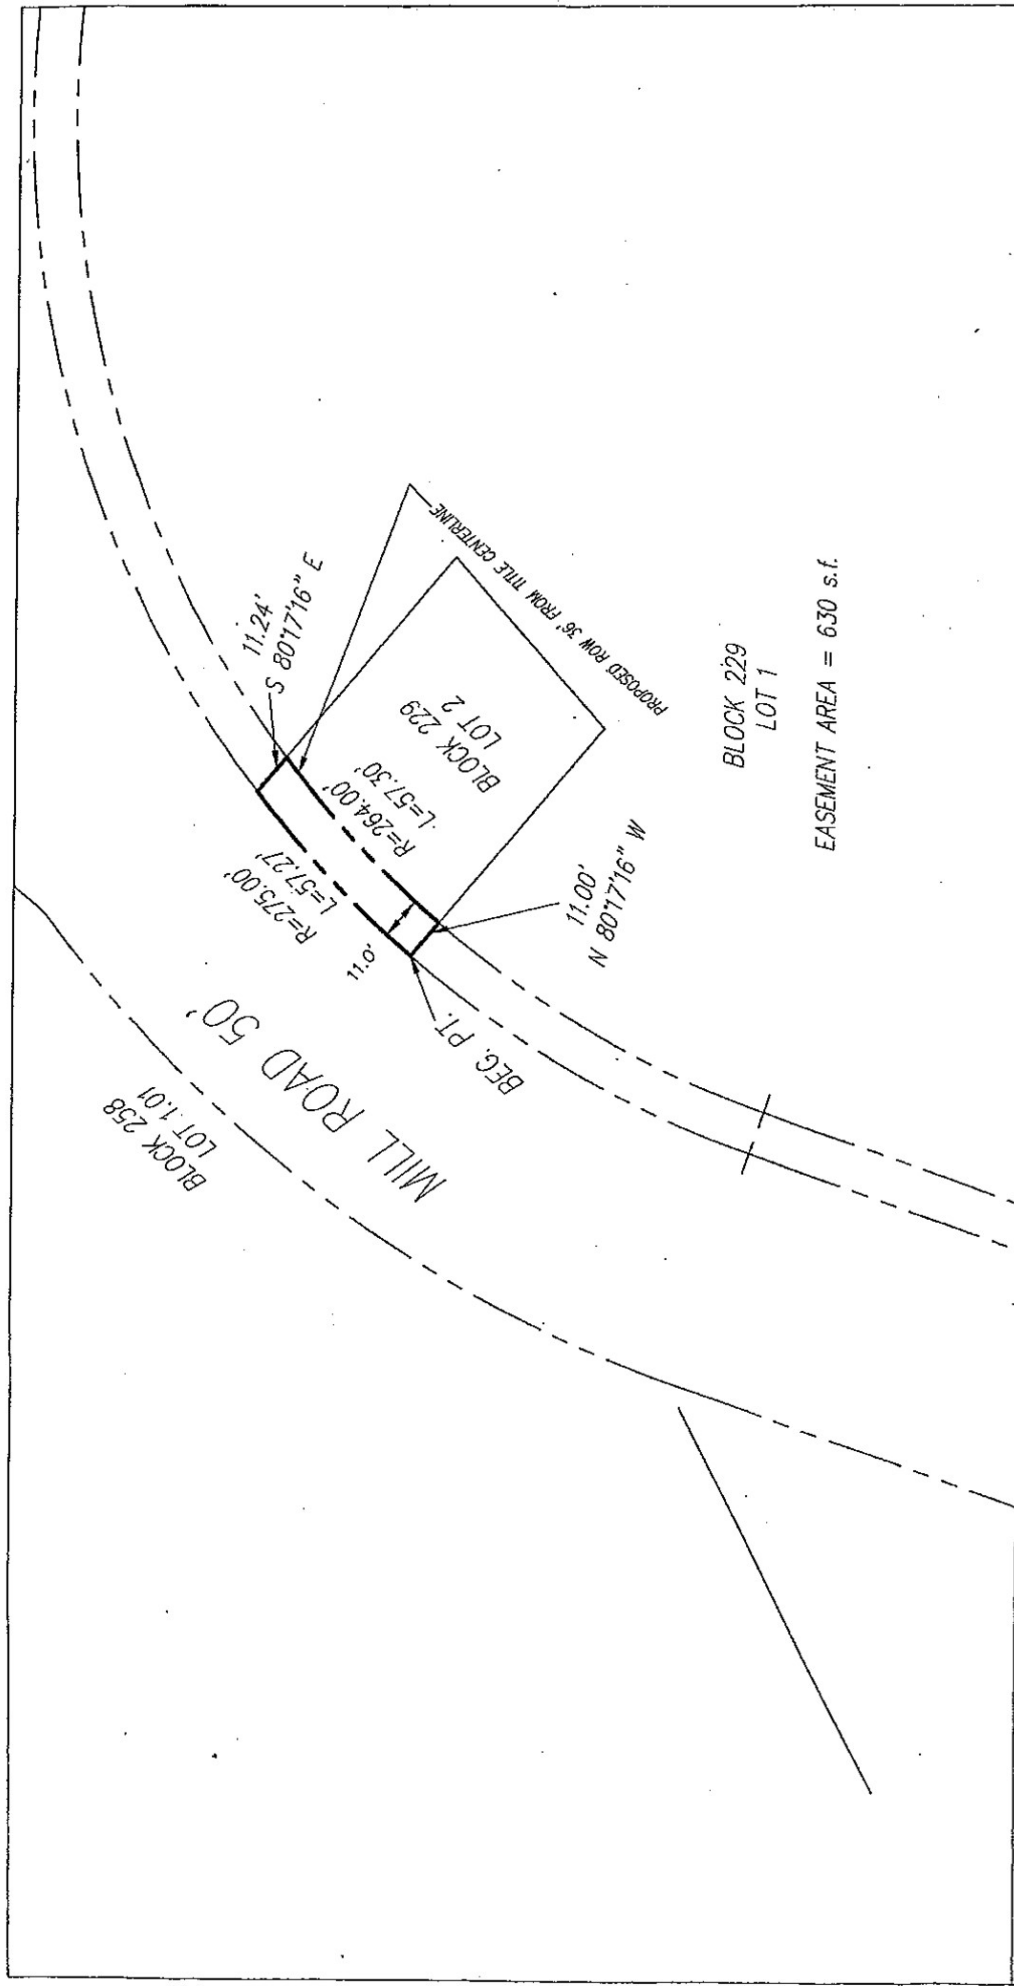 11.24'
S 80°17'16" E
PROPOSED ROW 36' FROM TITLE CENTERLINE
BLOCK 229
LOT 2
R=264.00'
L=57.30'
R=275.00'
L=57.27'
11.0'
11.00'
N 80°17'16" W
BEG. PT.
MILL ROAD 50'
BLOCK 258
LOT 1.01
BLOCK 229
LOT 1
EASEMENT AREA = 630 s.f.